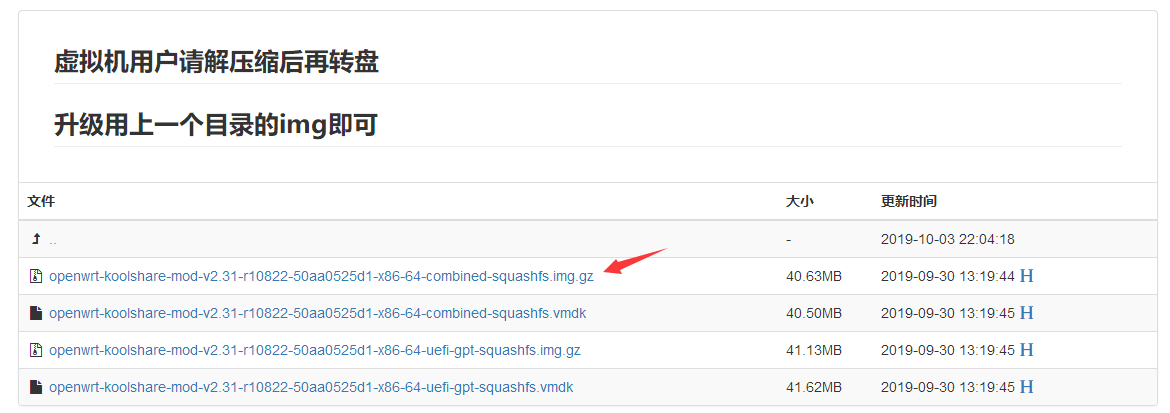 虚拟机用户请解压缩后再转盘
升级用上一个目录的img即可
文件 大小 更新时间
.. - 2019-10-03 22:04:18
openwrt-koolshare-mod-v2.31-r10822-50aa0525d1-x86-64-combined-squashfs.img.gz 40.63MB 2019-09-30 13:19:44 H
openwrt-koolshare-mod-v2.31-r10822-50aa0525d1-x86-64-combined-squashfs.vmdk 40.50MB 2019-09-30 13:19:45 H
openwrt-koolshare-mod-v2.31-r10822-50aa0525d1-x86-64-uefi-gpt-squashfs.img.gz 41.13MB 2019-09-30 13:19:45 H
openwrt-koolshare-mod-v2.31-r10822-50aa0525d1-x86-64-uefi-gpt-squashfs.vmdk 41.62MB 2019-09-30 13:19:45 H